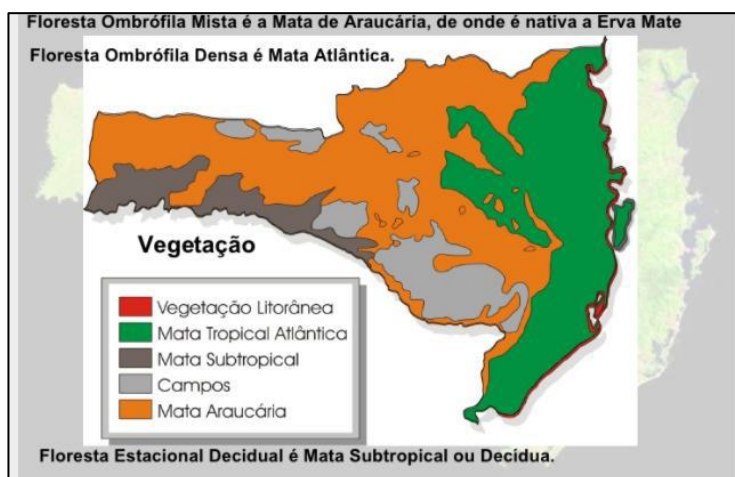 Floresta Ombrófila Mista é a Mata de Araucária, de onde é nativa a Erva Mate
Floresta Ombrófila Densa é Mata Atlântica.
Vegetação
Vegetação Litorânea
Mata Tropical Atlântica
Mata Subtropical
Campos
Mata Araucária
Floresta Estacional Decidual é Mata Subtropical ou Decídua.